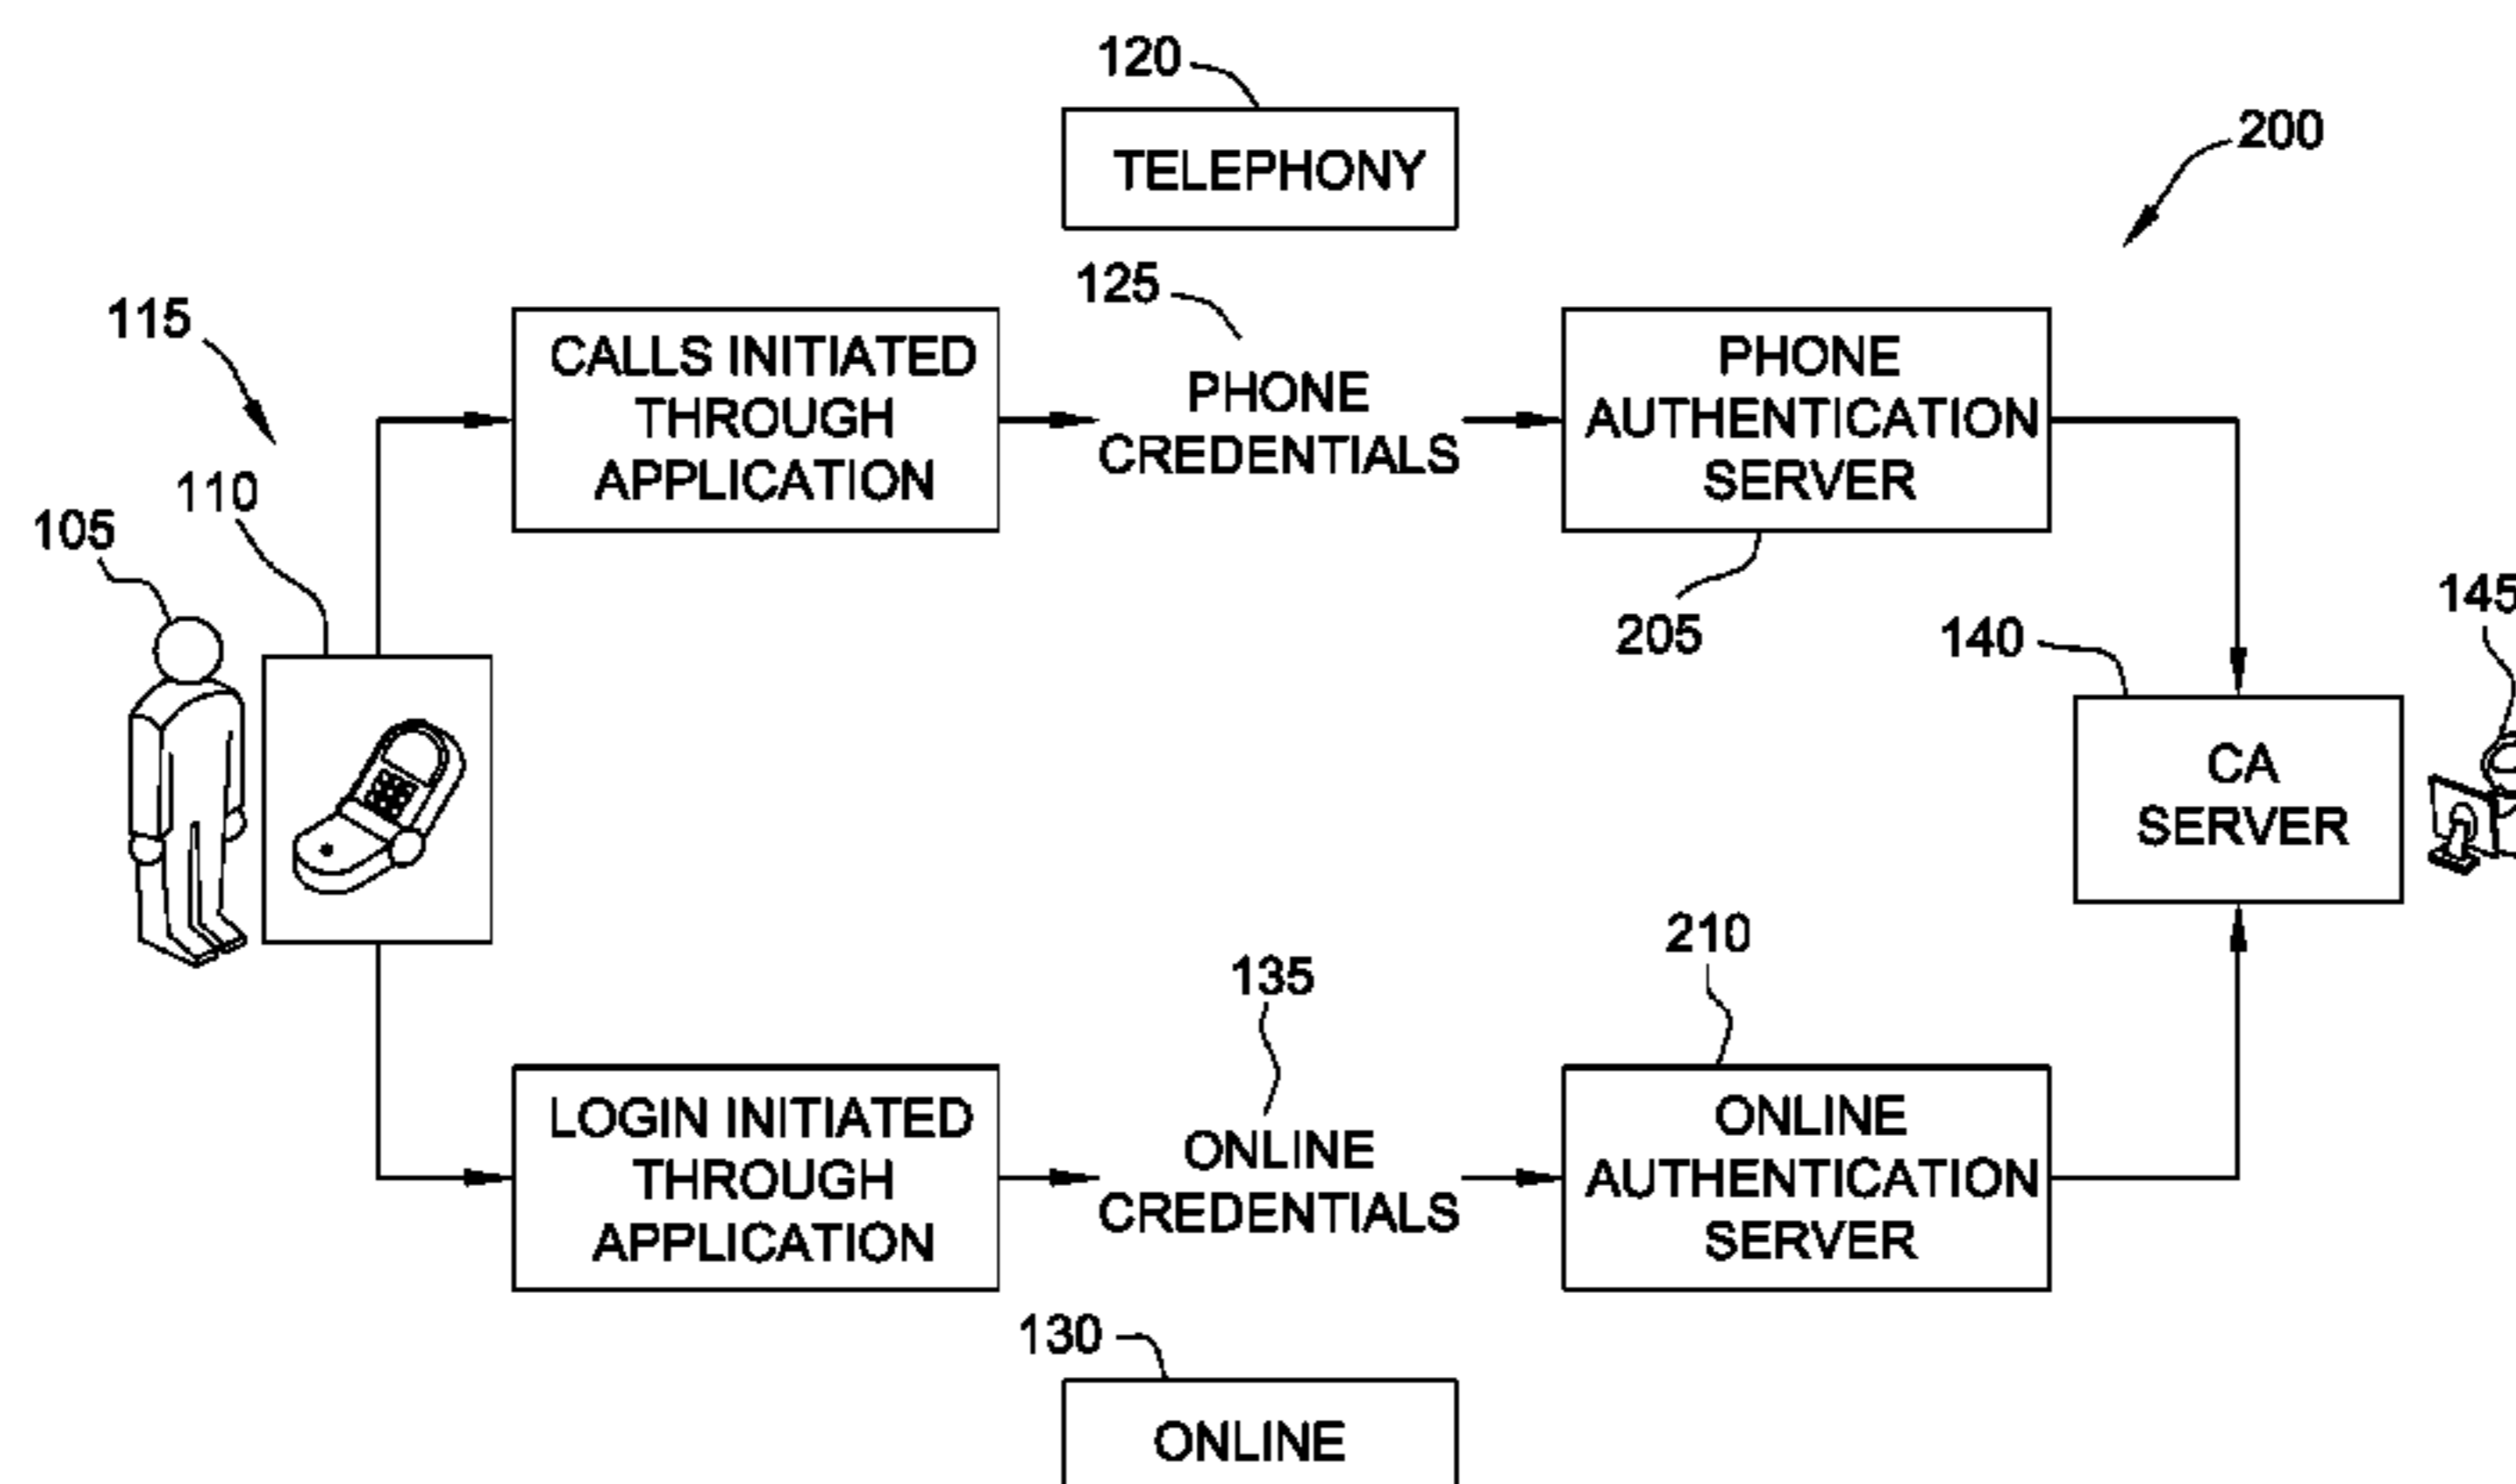 120
TELEPHONY
200
125
115
CALLS INITIATED
THROUGH
APPLICATION
PHONE
CREDENTIALS
PHONE
AUTHENTICATION
SERVER
110
105
205
140
145
CA
SERVER
135
210
LOGIN INITIATED
THROUGH
APPLICATION
ONLINE
CREDENTIALS
ONLINE
AUTHENTICATION
SERVER
130
ONLINE